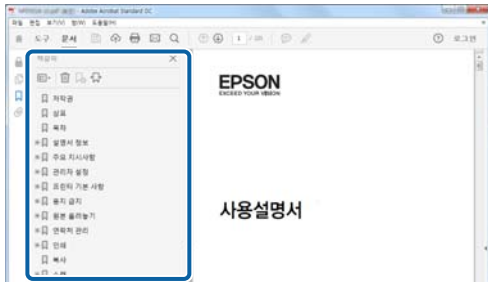 Adobe Acrobat Standard DC
파일 편집 보기(V) 창(W) 도움말(H)
홈 도구 문서 1 로그인
책갈피
저작권
상표
목차
설명서 정보
주요 지시사항
관리자 설정
프린터 기본 사항
용지 급지
원본 올려놓기
연락처 관리
인쇄
복사
스캔
EPSON
EXCEED YOUR VISION
사용설명서